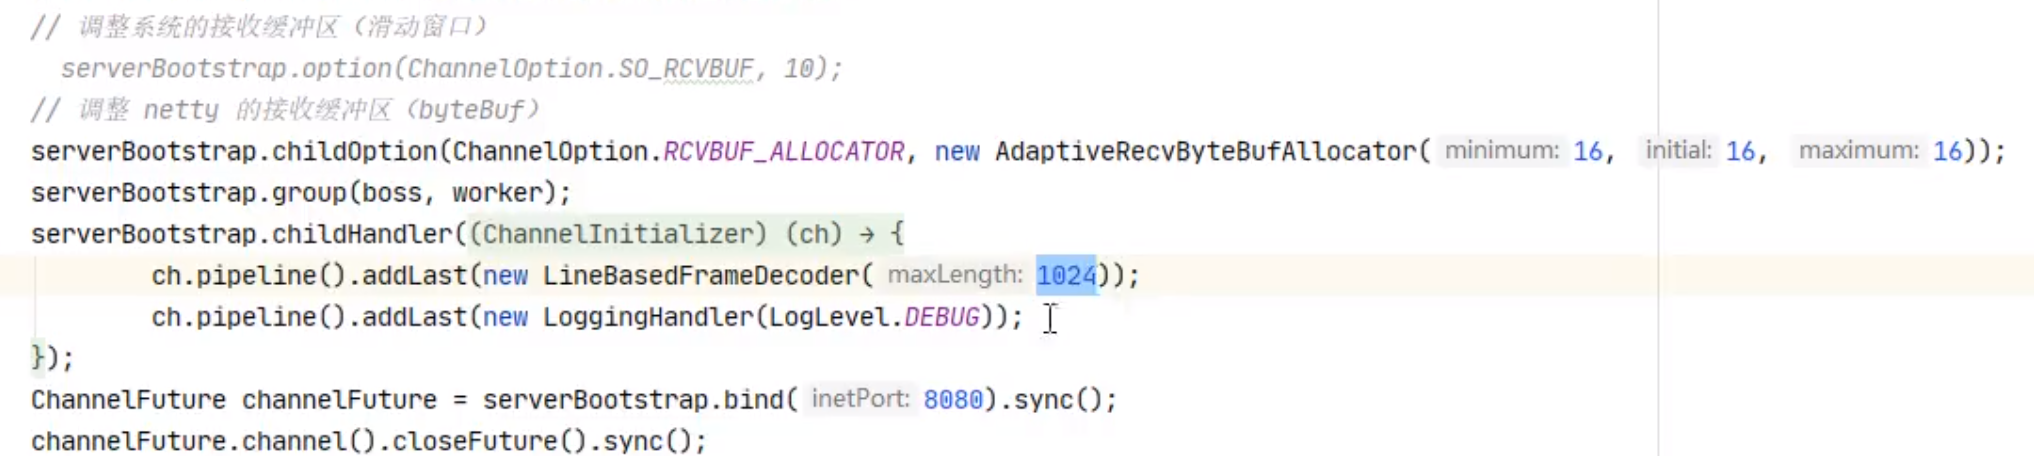 // 调整系统的接收缓冲区（滑动窗口）
serverBootstrap.option(ChannelOption.SO_RCVBUF, 10);
// 调整 netty 的接收缓冲区（byteBuf）
serverBootstrap.childOption(ChannelOption.RCVBUF_ALLOCATOR, new AdaptiveRecvByteBufAllocator( minimum: 16, initial: 16, maximum: 16));
serverBootstrap.group(boss, worker);
serverBootstrap.childHandler((ChannelInitializer) (ch) → {
ch.pipeline().addLast(new LineBasedFrameDecoder( maxLength: 1024));
ch.pipeline().addLast(new LoggingHandler(LogLevel.DEBUG));
});
ChannelFuture channelFuture = serverBootstrap.bind( inetPort: 8080).sync();
channelFuture.channel().closeFuture().sync();